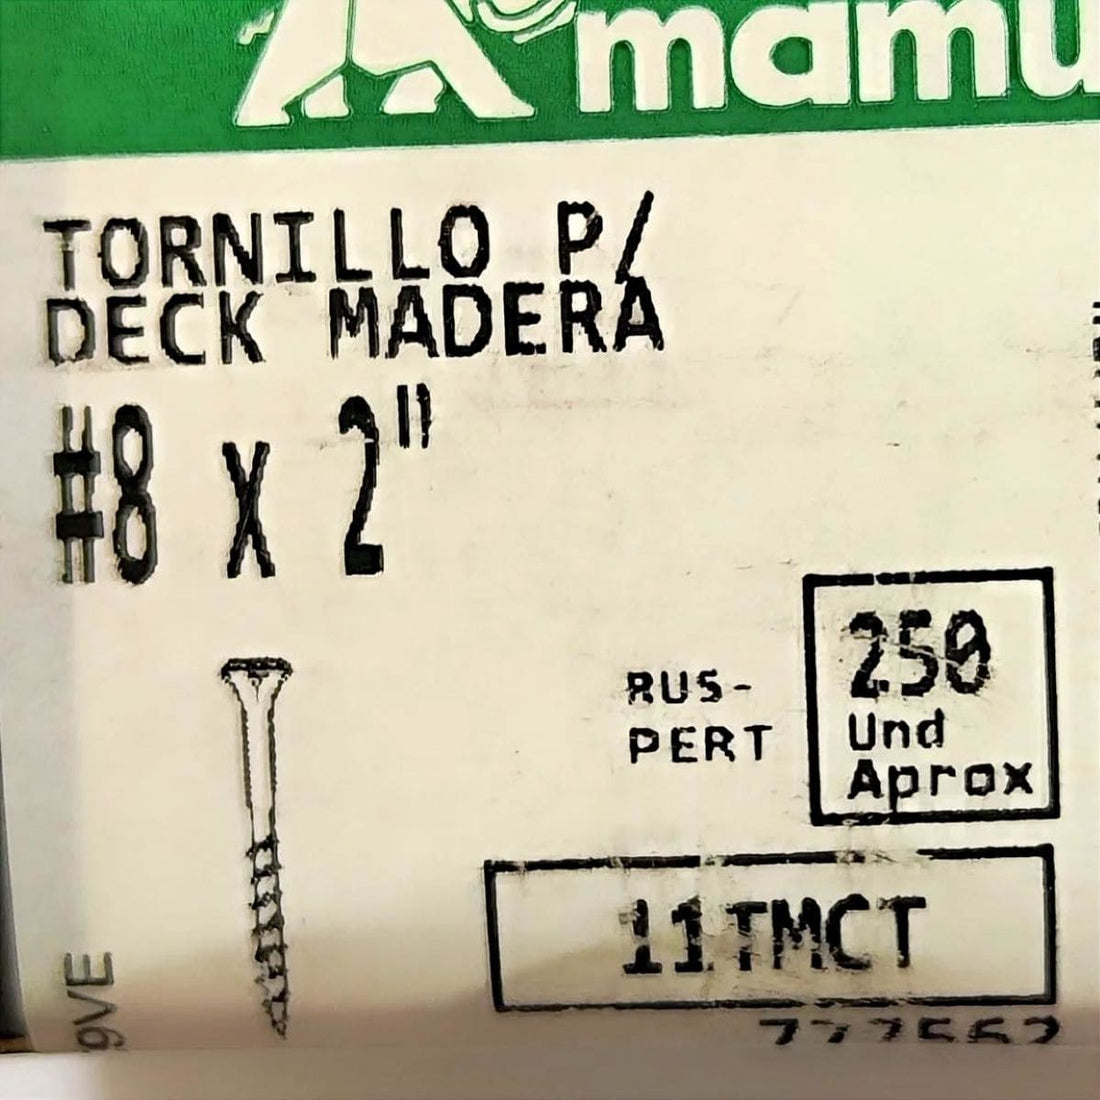 mamu
TORNILLO P/
DECK MADERA
#8 X 2"
RUS-
PERT
250
Und
Aprox
11TMCT